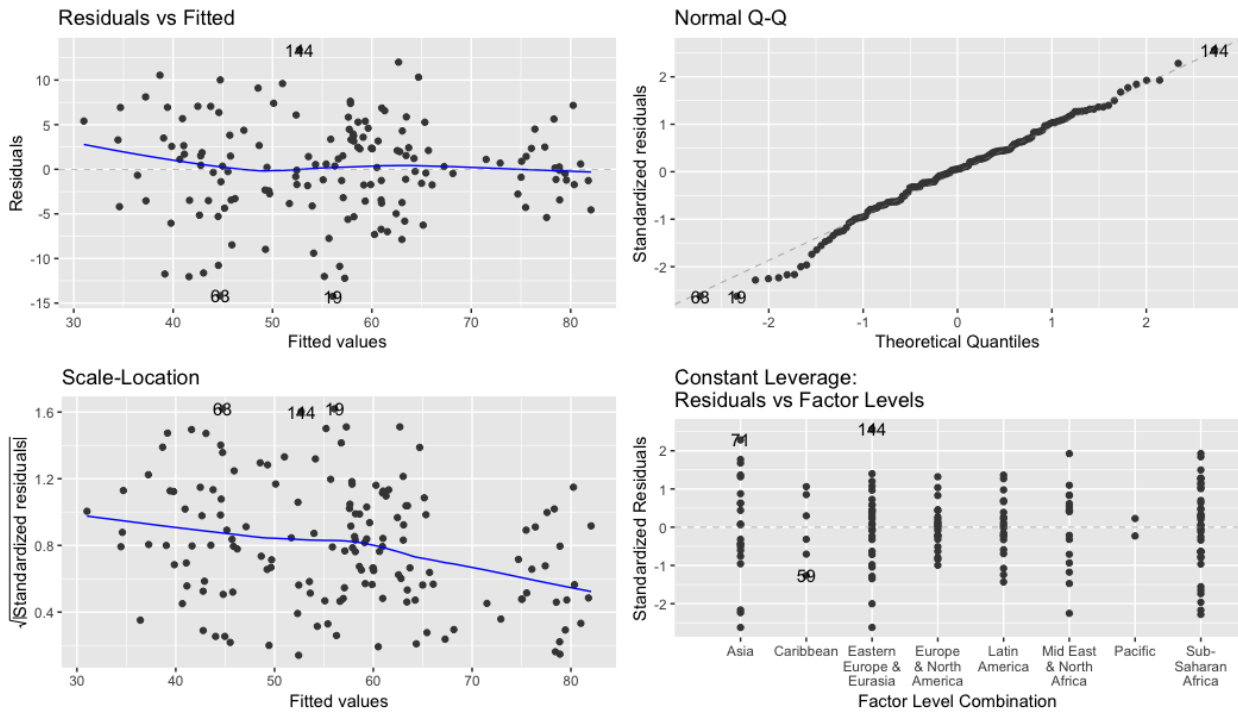 Residuals vs Fitted
144
68
19
10
5
0
-5
-10
-15
30 40 50 60 70 80
Residuals
Fitted values
Normal Q-Q
144
68 19
2
1
0
-1
-2
-2 -1 0 1 2
Standardized residuals
Theoretical Quantiles
Scale-Location
68 144 19
1.6
1.2
0.8
0.4
30 40 50 60 70 80
√|Standardized residuals|
Fitted values
Constant Leverage:
Residuals vs Factor Levels
144
71
59
2
1
0
-1
-2
Standardized Residuals
Asia Caribbean Eastern Europe Latin Mid East Pacific Sub-
Europe & & North America & North Saharan
Eurasia America Africa Africa
Factor Level Combination